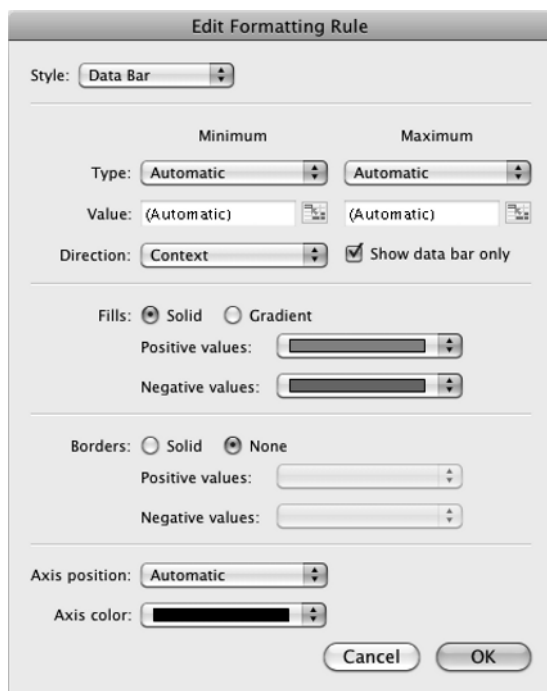 Edit Formatting Rule
Style: Data Bar
Minimum Maximum
Type: Automatic Automatic
Value: (Automatic) (Automatic)
Direction: Context Show data bar only
Fills: Solid Gradient
Positive values:
Negative values:
Borders: Solid None
Positive values:
Negative values:
Axis position: Automatic
Axis color:
Cancel OK